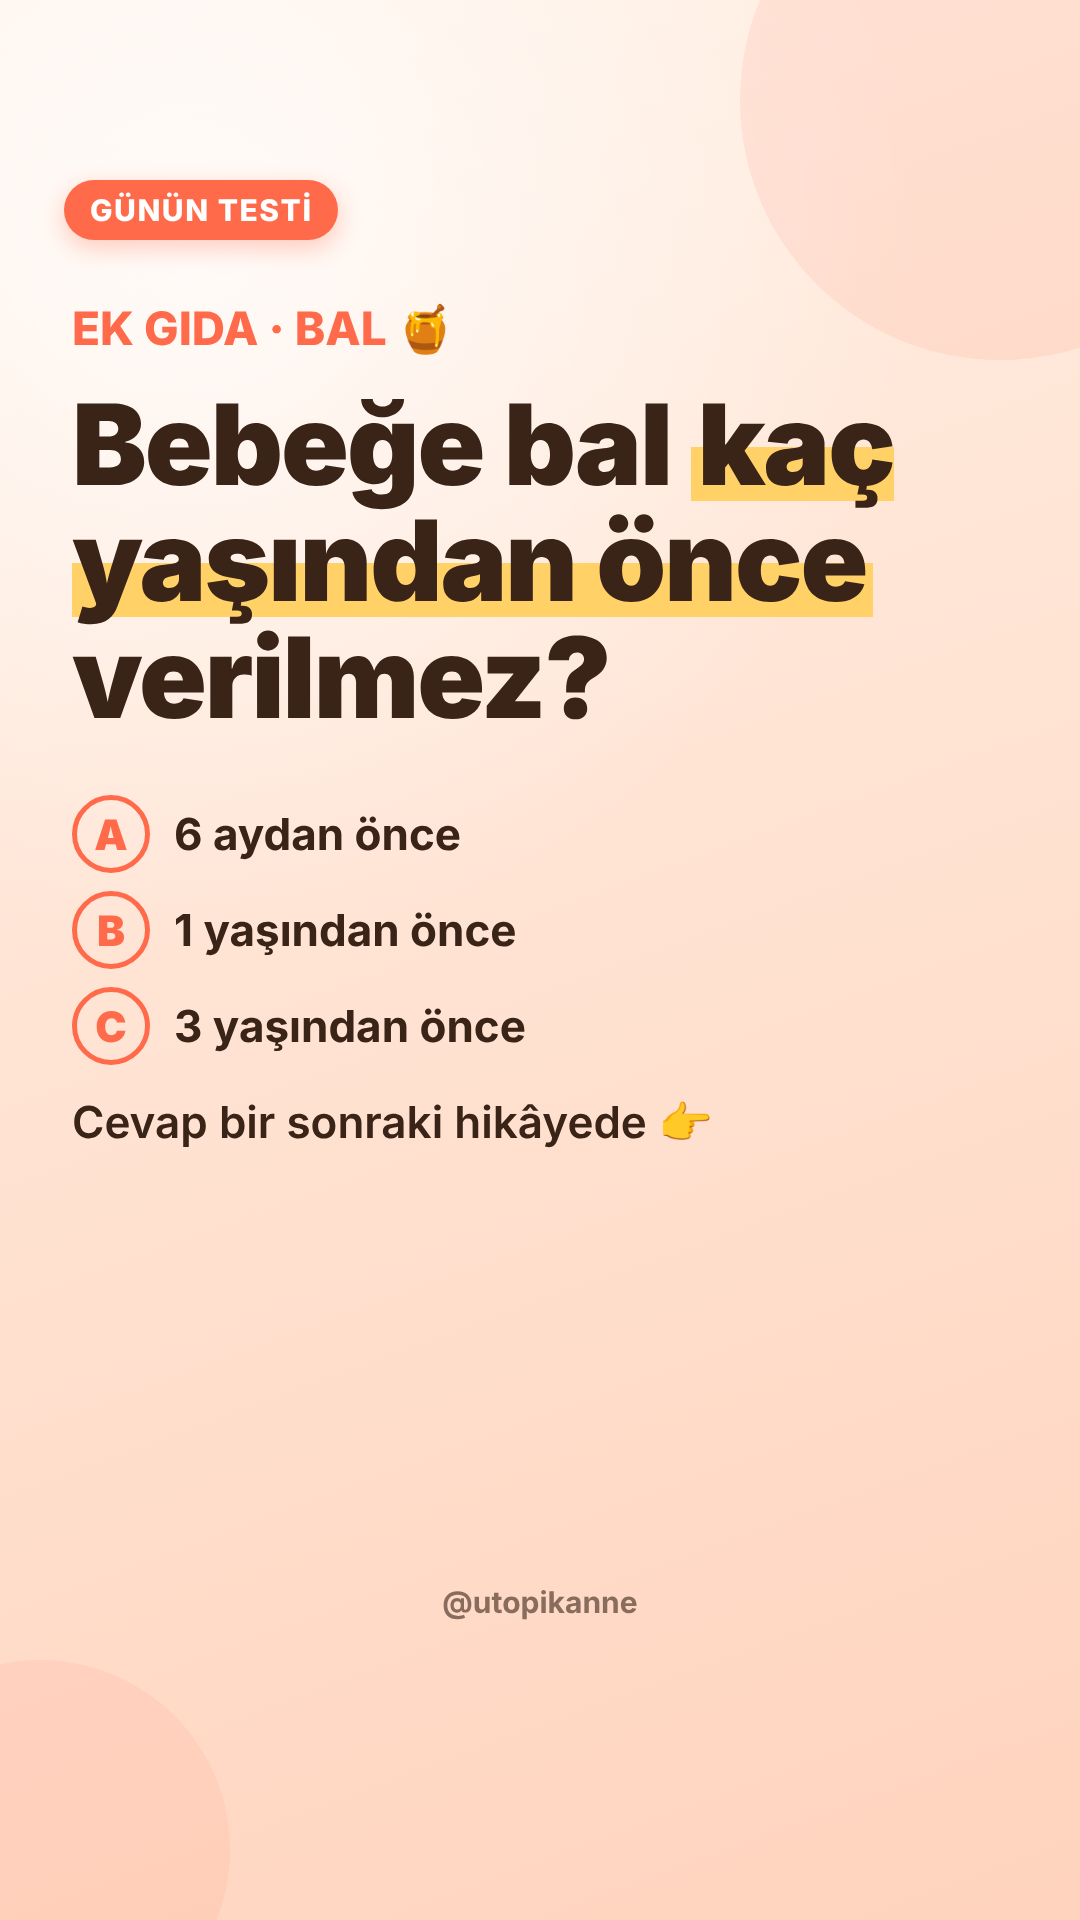 GÜNÜN TESTİ
EK GIDA · BAL 🍯
Bebeğe bal kaç
yaşından önce
verilmez?
A 6 aydan önce
B 1 yaşından önce
C 3 yaşından önce
Cevap bir sonraki hikâyede 👉
@utopikanne